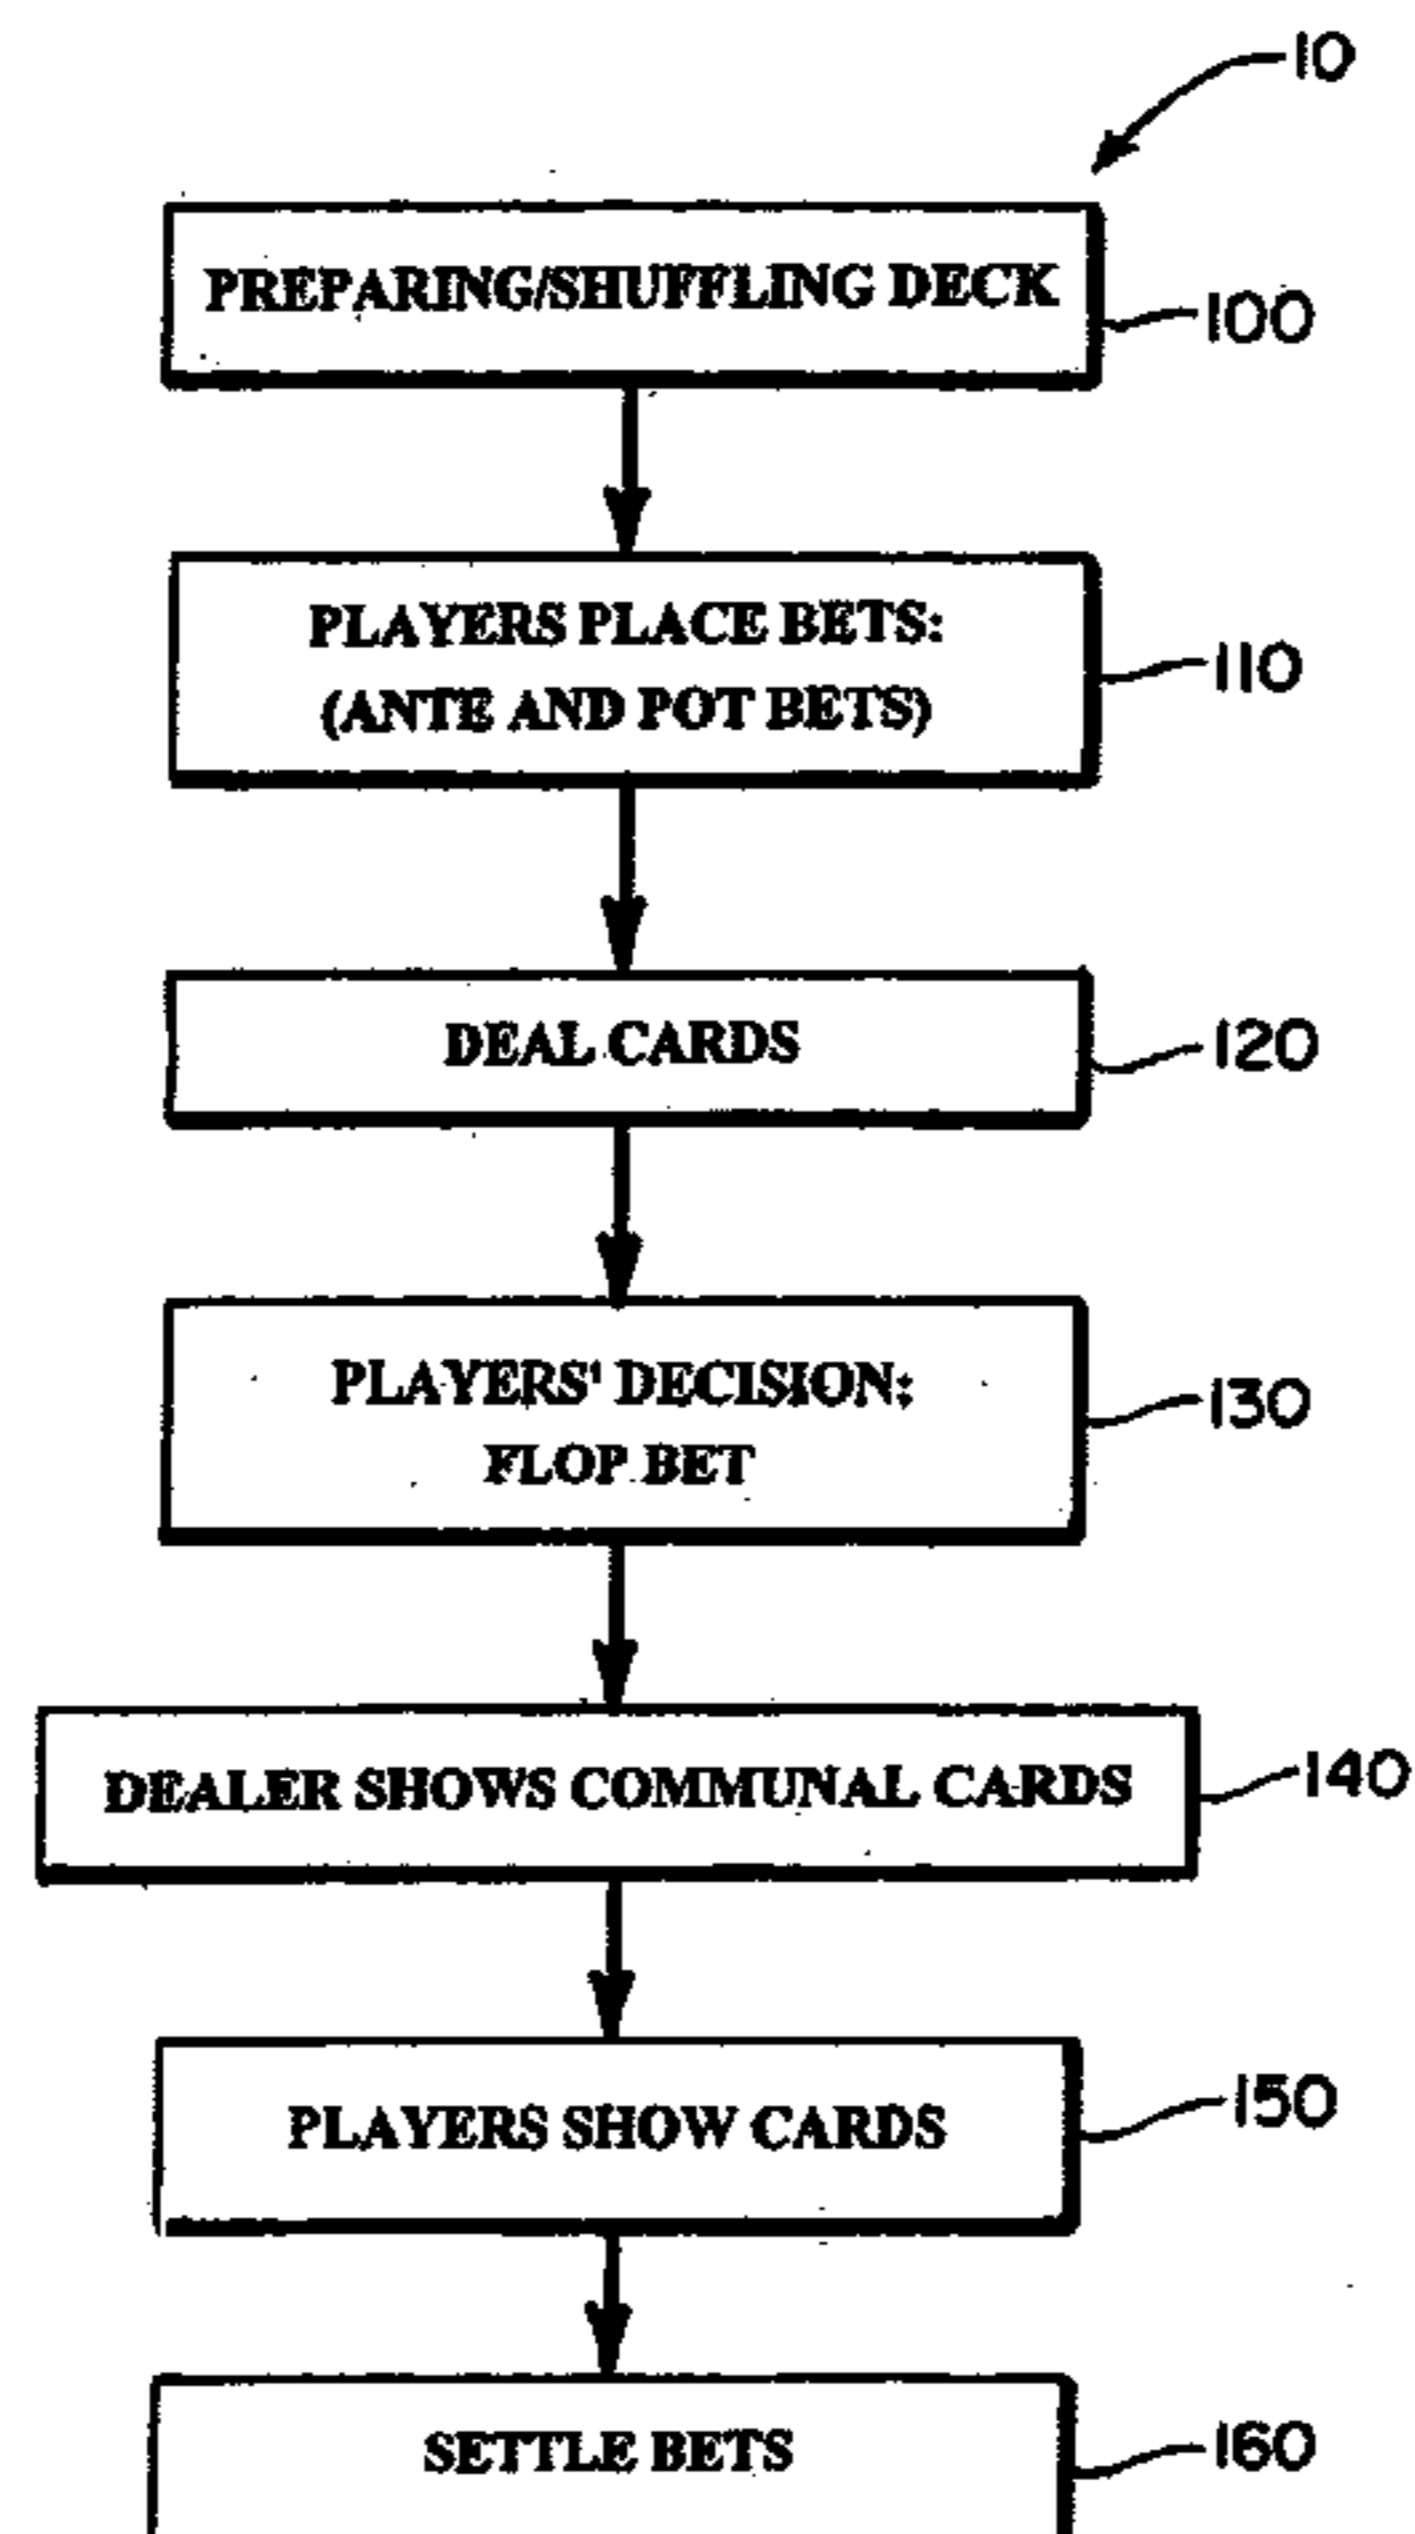 10
PREPARING/SHUFFLING DECK
100
PLAYERS PLACE BETS:
(ANTE AND POT BETS)
110
DEAL CARDS
120
PLAYERS' DECISION:
FLOP BET
130
DEALER SHOWS COMMUNAL CARDS
140
PLAYERS SHOW CARDS
150
SETTLE BETS
160